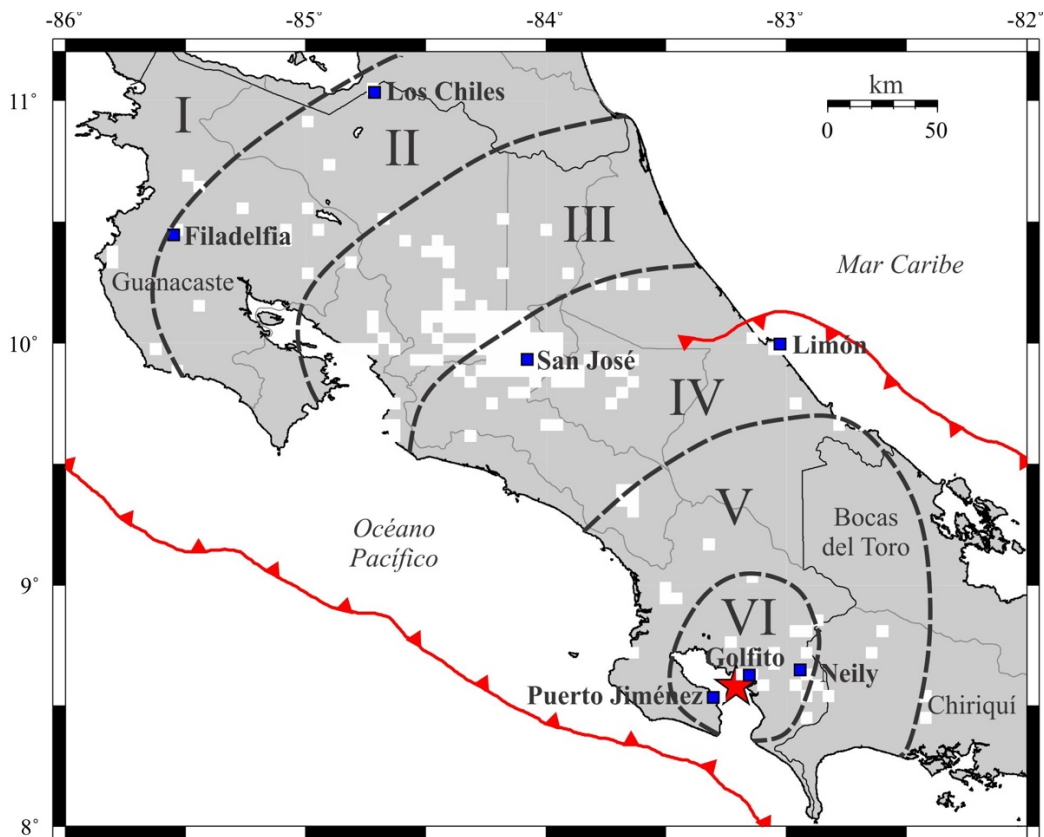 -86°
-85°
-84°
-83°
-82°
11°
10°
9°
8°
km
0
50
I
Los Chiles
II
III
Filadelfia
Guanacaste
Mar Caribe
San José
Limón
IV
V
Océano
Pacífico
Bocas
del Toro
VI
Golfito
Neily
Puerto Jiménez
Chiriquí